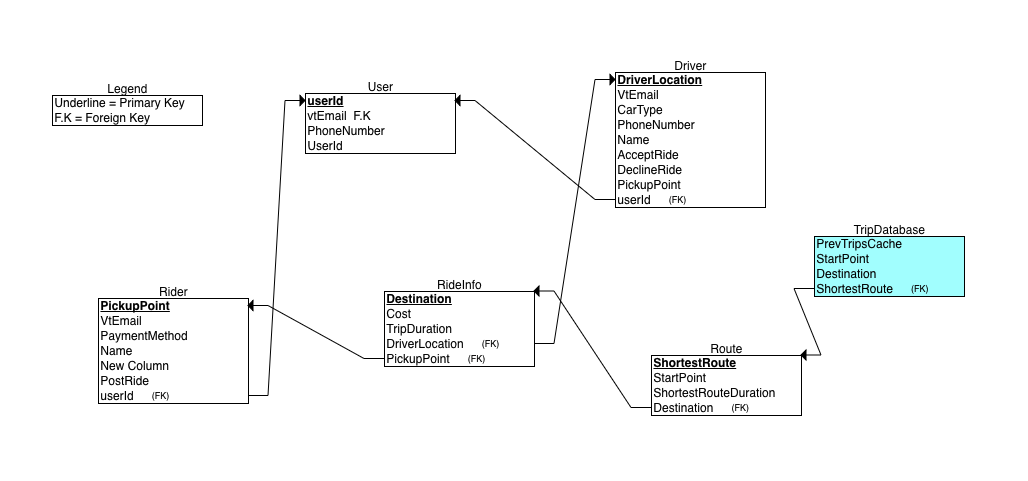 Legend
Underline = Primary Key
F.K = Foreign Key
User
userId
vtEmail F.K
PhoneNumber
UserId
Driver
DriverLocation
VtEmail
CarType
PhoneNumber
Name
AcceptRide
DeclineRide
PickupPoint
userId (FK)
TripDatabase
PrevTripsCache
StartPoint
Destination
ShortestRoute (FK)
Rider
PickupPoint
VtEmail
PaymentMethod
Name
New Column
PostRide
userId (FK)
RideInfo
Destination
Cost
TripDuration
DriverLocation (FK)
PickupPoint (FK)
Route
ShortestRoute
StartPoint
ShortestRouteDuration
Destination (FK)